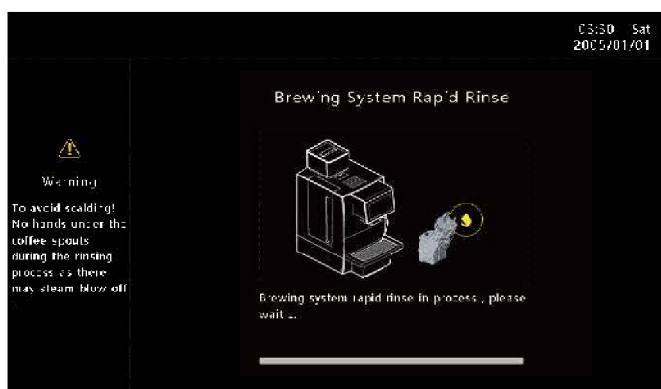 03:30 Sat
2005/01/01
Brewing System Rapid Rinse
Warning
To avoid scalding!
No hands under the
coffee spouts
during the rinsing
process as there
may steam blow off
Brewing system rapid rinse in process , please
wait ...